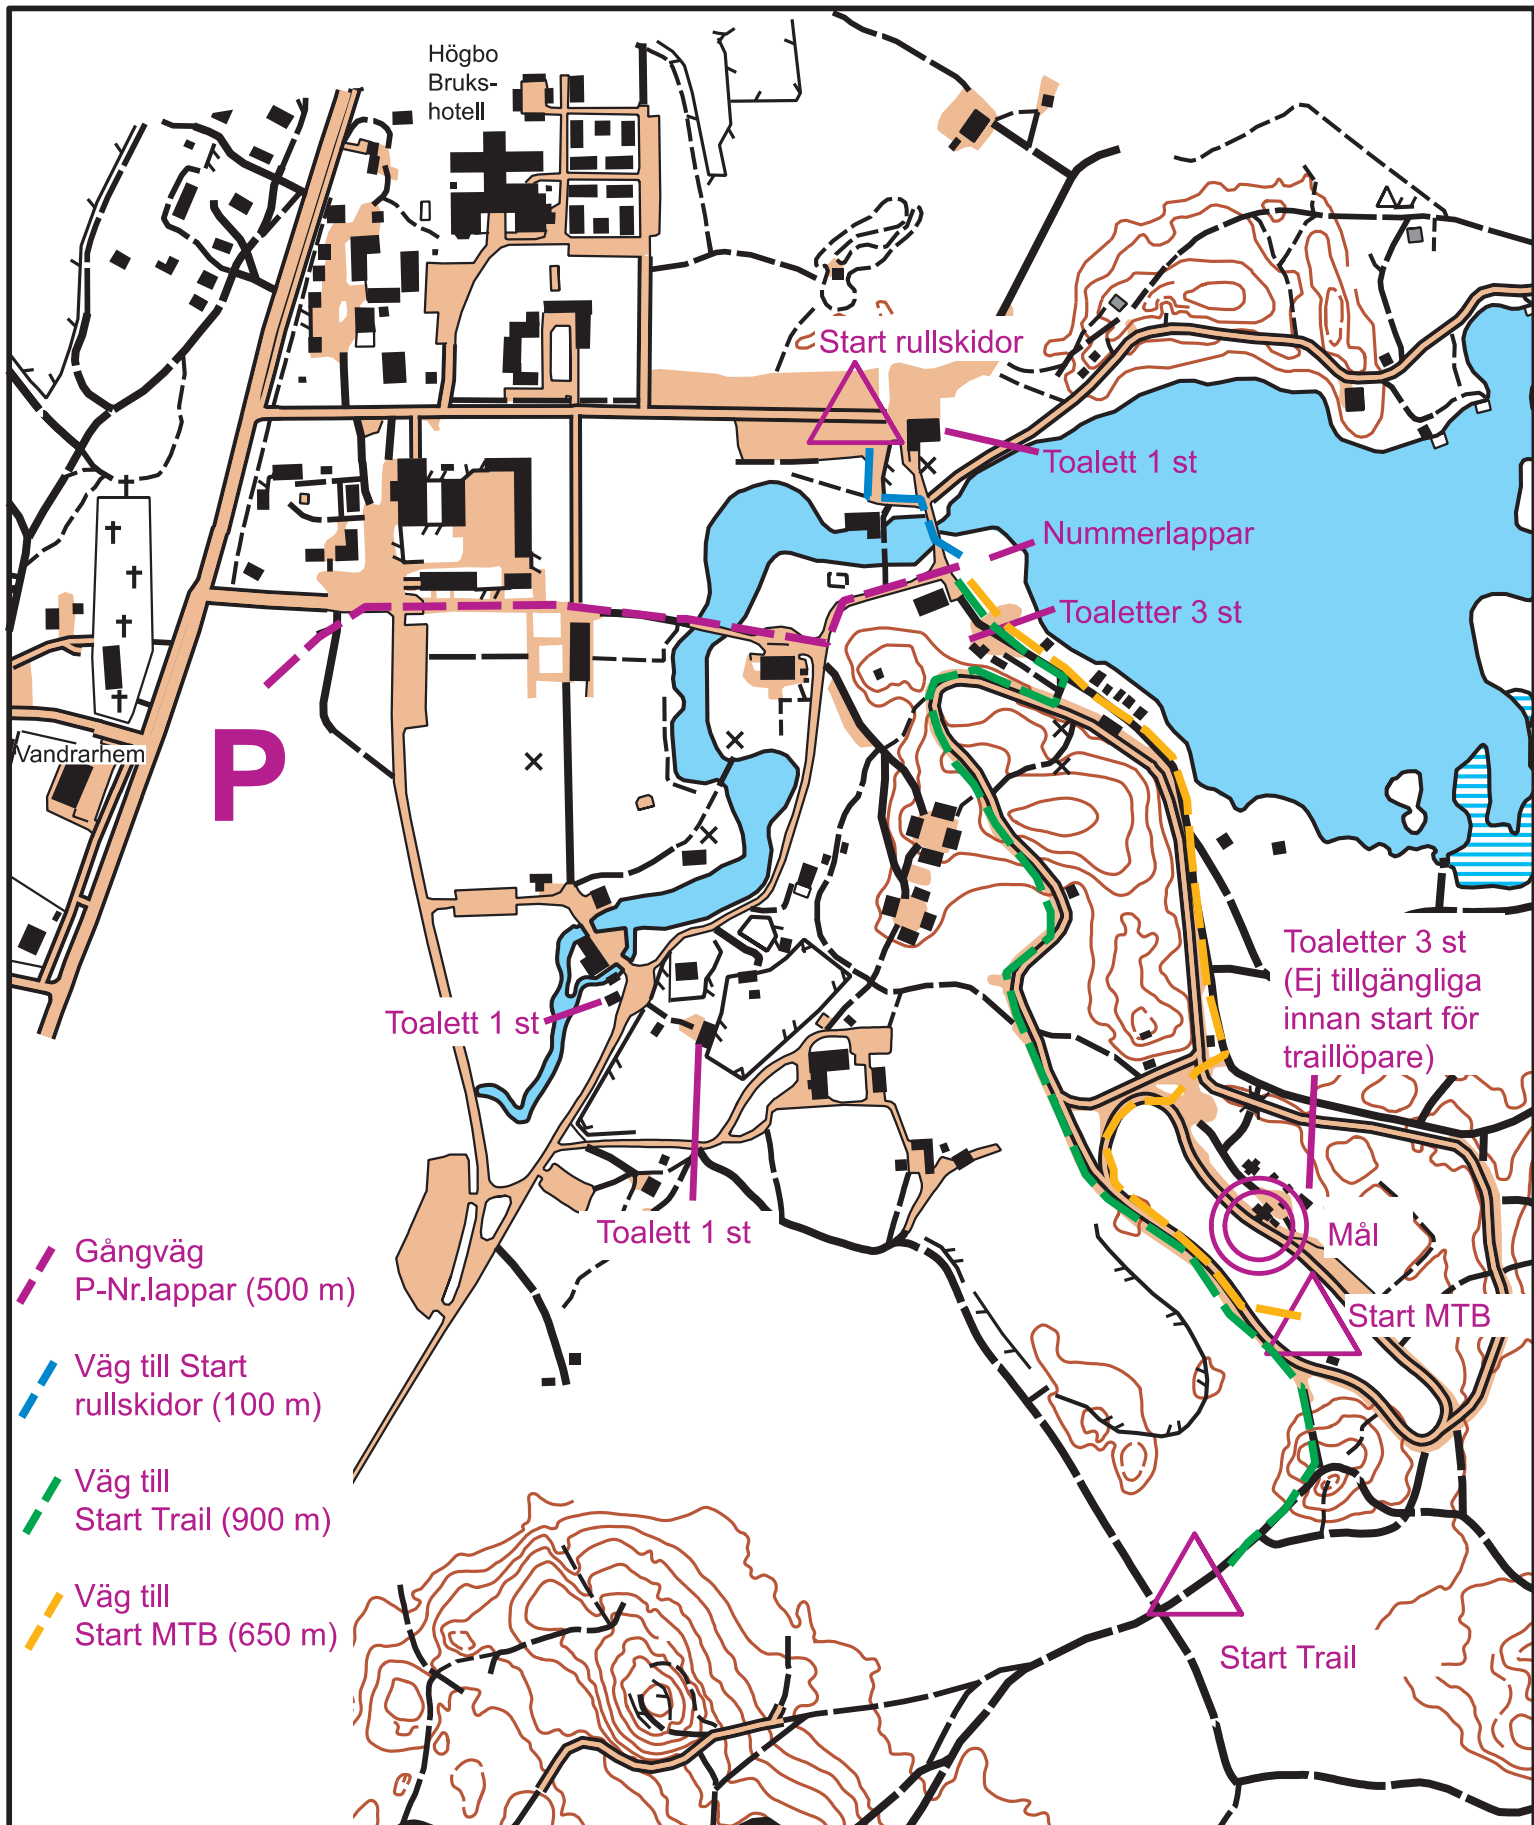 Högbo
Bruks-
hotell
Start rullskidor
Toalett 1 st
Nummerlappar
Toaletter 3 st
P
Vandrarhem
Toaletter 3 st
(Ej tillgängliga
innan start för
traillöpare)
Toalett 1 st
Toalett 1 st
Mål
Start MTB
Gångväg
P-Nr.lappar (500 m)
Väg till Start
rullskidor (100 m)
Väg till
Start Trail (900 m)
Väg till
Start MTB (650 m)
Start Trail